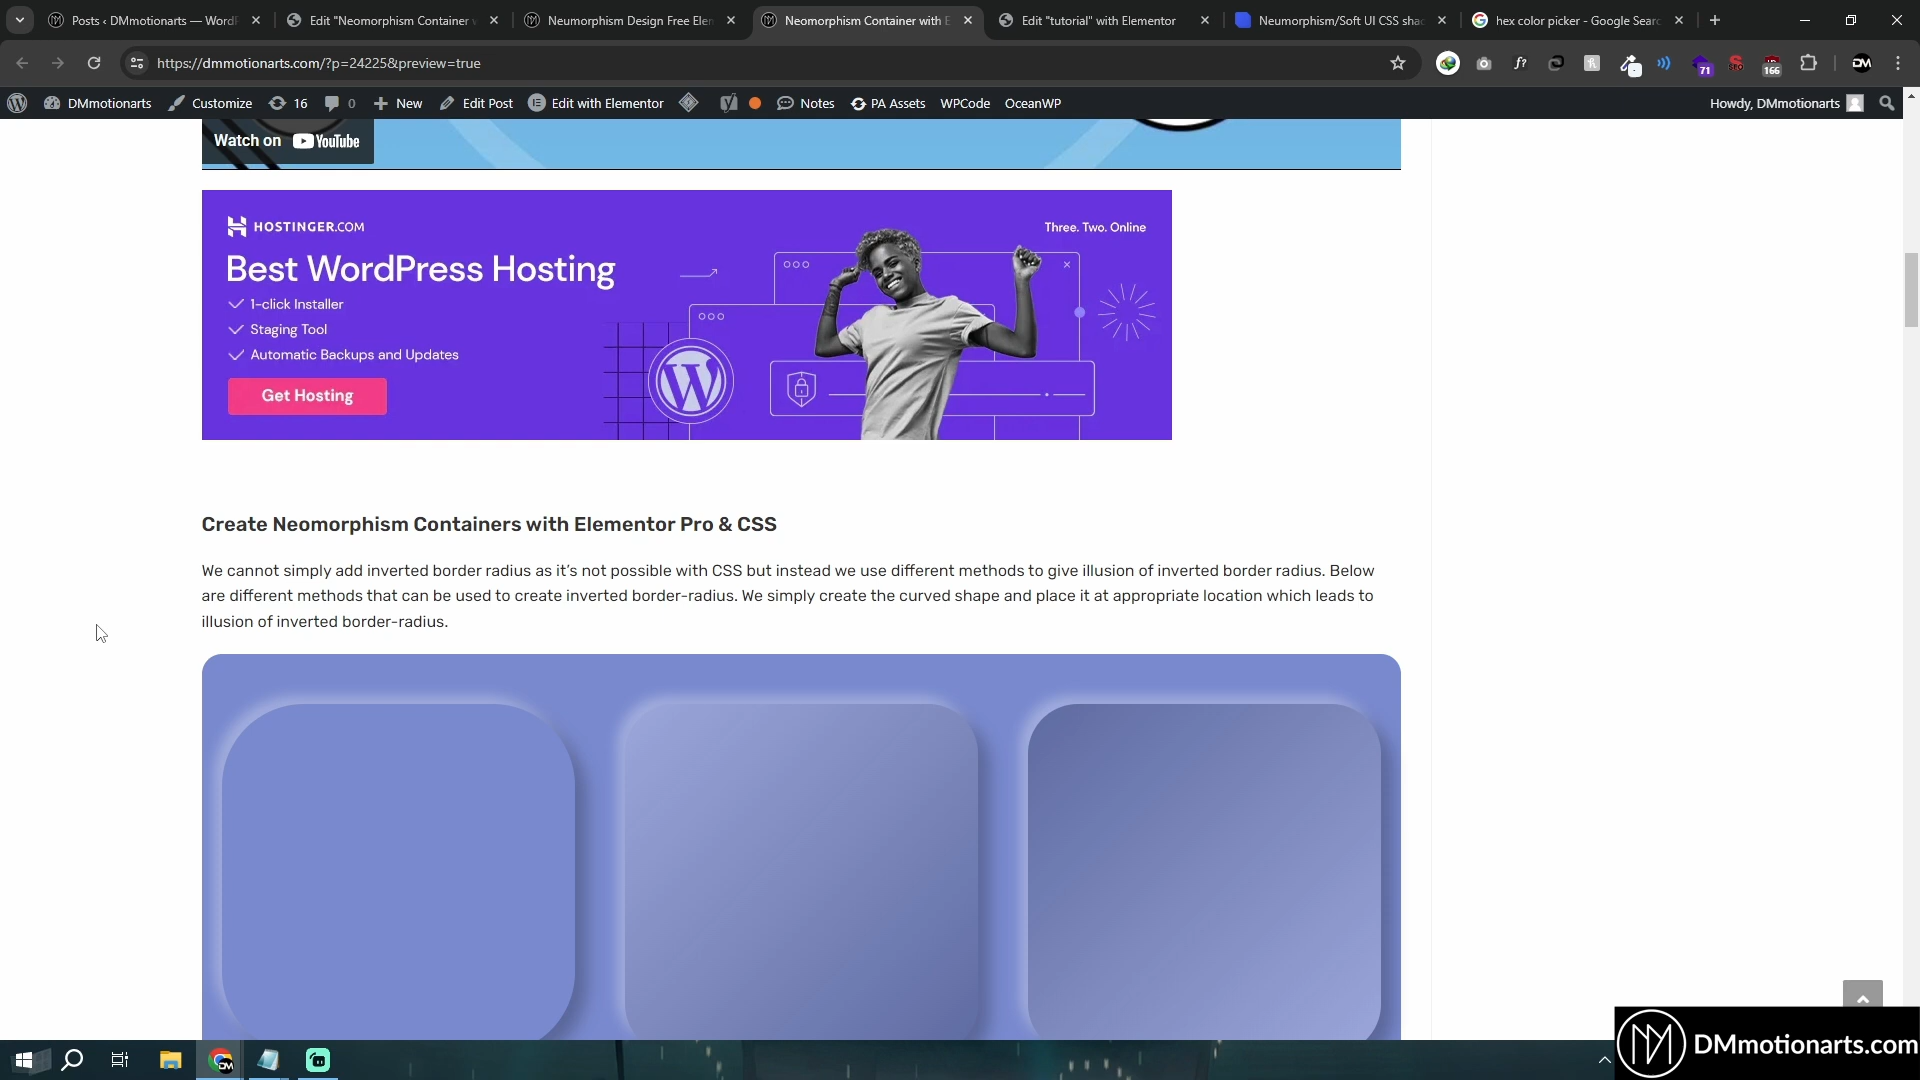 Posts ‹ DMmotionarts — WordP
Edit "Neomorphism Container w
Neumorphism Design Free Elen
Neomorphism Container with E
Edit "tutorial" with Elementor
Neumorphism/Soft UI CSS shad
hex color picker - Google Searc
https://dmmotionarts.com/?p=24225&preview=true
f?
71
166
DM
DMmotionarts
Customize
16
0
New
Edit Post
Edit with Elementor
Notes
PA Assets
WPCode
OceanWP
Howdy, DMmotionarts
Watch on YouTube
HOSTINGER.COM
Three. Two. Online
Best WordPress Hosting
1-click Installer
Staging Tool
Automatic Backups and Updates
Get Hosting
Create Neomorphism Containers with Elementor Pro & CSS
We cannot simply add inverted border radius as it’s not possible with CSS but instead we use different methods to give illusion of inverted border radius. Below
are different methods that can be used to create inverted border-radius. We simply create the curved shape and place it at appropriate location which leads to
illusion of inverted border-radius.
DMmotionarts.com